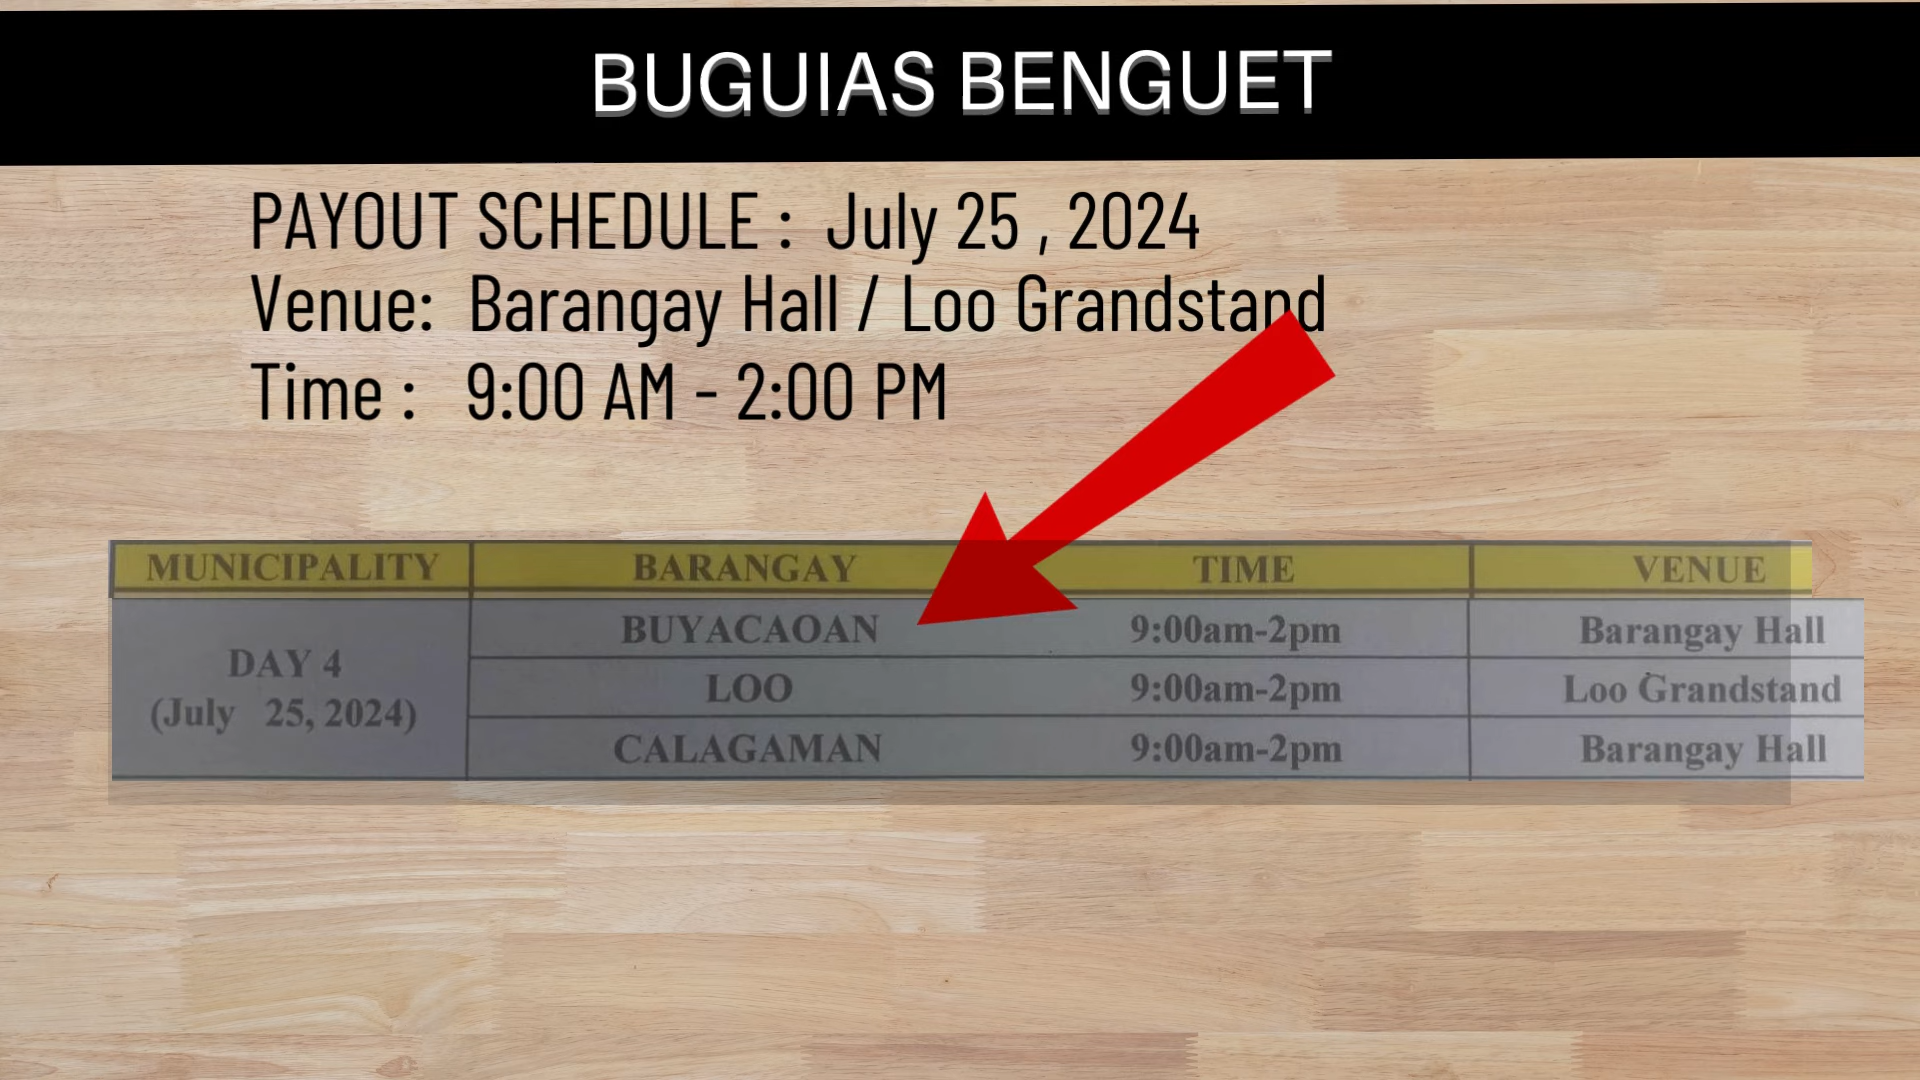 BUGUIAS BENGUET
PAYOUT SCHEDULE : July 25 , 2024
Venue: Barangay Hall / Loo Grandstand
Time : 9:00 AM - 2:00 PM
MUNICIPALITY BARANGAY TIME VENUE
DAY 4
(July 25, 2024)
BUYACAOAN 9:00am-2pm Barangay Hall
LOO 9:00am-2pm Loo Grandstand
CALAGAMAN 9:00am-2pm Barangay Hall